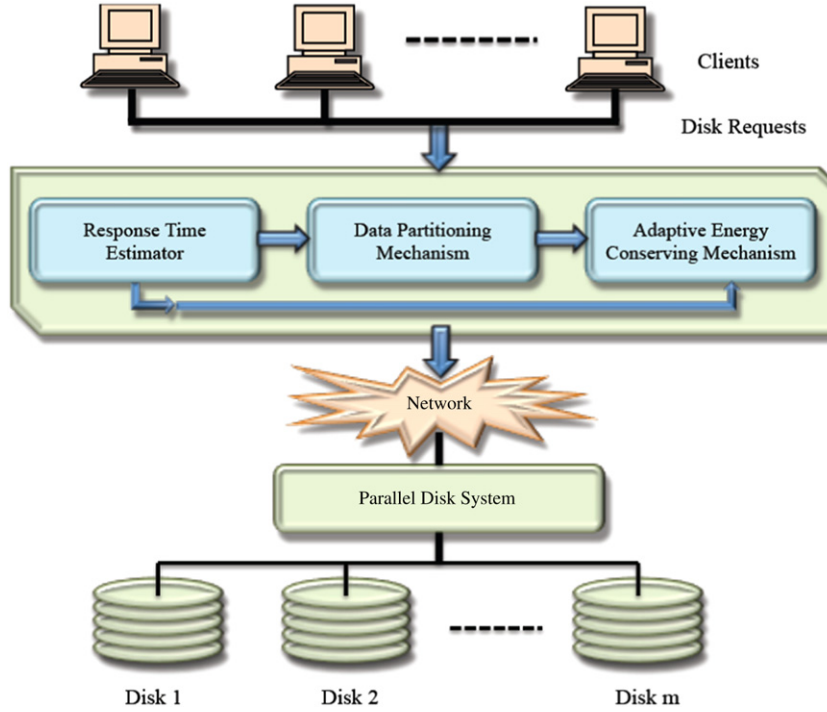 Clients
Disk Requests
Response Time
Estimator
Data Partitioning
Mechanism
Adaptive Energy
Conserving Mechanism
Network
Parallel Disk System
Disk 1
Disk 2
Disk m